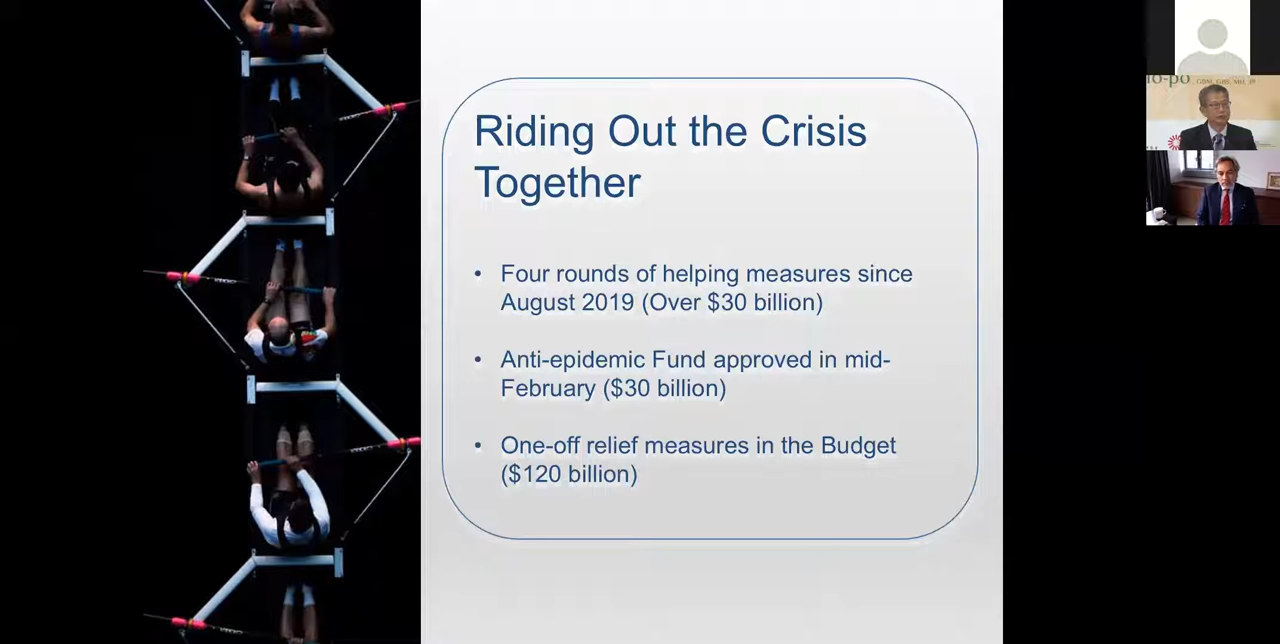 Riding Out the Crisis
Together
• Four rounds of helping measures since
August 2019 (Over $30 billion)
• Anti-epidemic Fund approved in mid-
February ($30 billion)
• One-off relief measures in the Budget
($120 billion)